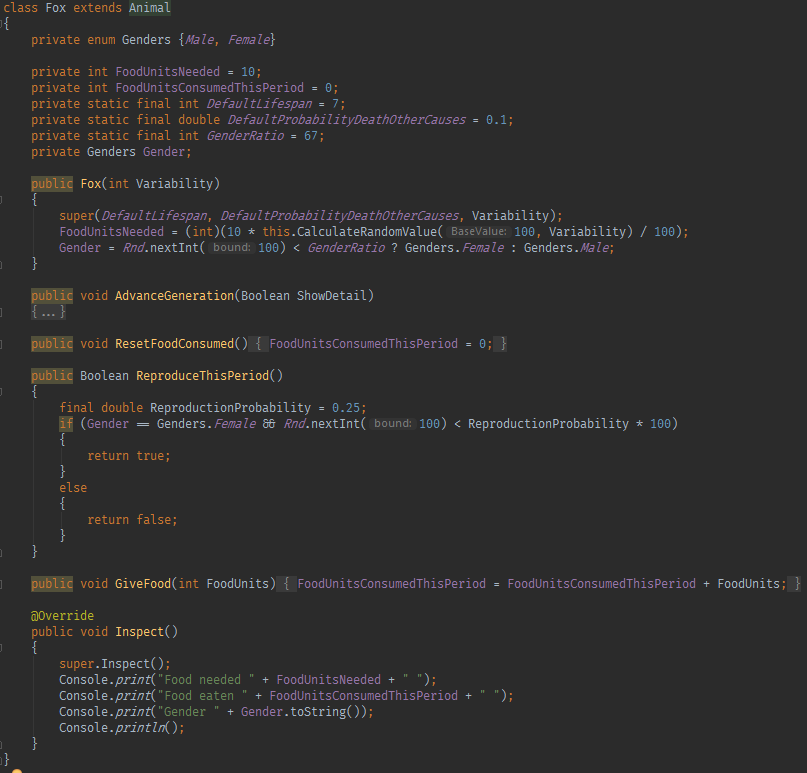 class Fox extends Animal
{
    private enum Genders {Male, Female}

    private int FoodUnitsNeeded = 10;
    private int FoodUnitsConsumedThisPeriod = 0;
    private static final int DefaultLifespan = 7;
    private static final double DefaultProbabilityDeathOtherCauses = 0.1;
    private static final int GenderRatio = 67;
    private Genders Gender;

    public Fox(int Variability)
    {
        super(DefaultLifespan, DefaultProbabilityDeathOtherCauses, Variability);
        FoodUnitsNeeded = (int)(10 * this.CalculateRandomValue( BaseValue: 100, Variability) / 100);
        Gender = Rnd.nextInt( bound: 100) < GenderRatio ? Genders.Female : Genders.Male;
    }

    public void AdvanceGeneration(Boolean ShowDetail)
    {...}

    public void ResetFoodConsumed() { FoodUnitsConsumedThisPeriod = 0; }

    public Boolean ReproduceThisPeriod()
    {
        final double ReproductionProbability = 0.25;
        if (Gender == Genders.Female && Rnd.nextInt( bound: 100) < ReproductionProbability * 100)
        {
            return true;
        }
        else
        {
            return false;
        }
    }

    public void GiveFood(int FoodUnits) { FoodUnitsConsumedThisPeriod = FoodUnitsConsumedThisPeriod + FoodUnits; }

    @Override
    public void Inspect()
    {
        super.Inspect();
        Console.print("Food needed " + FoodUnitsNeeded + " ");
        Console.print("Food eaten " + FoodUnitsConsumedThisPeriod + " ");
        Console.print("Gender " + Gender.toString());
        Console.println();
    }
}